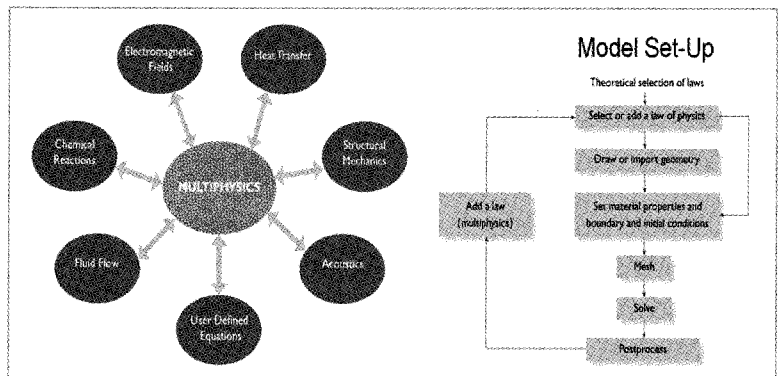 Electromagnetic
Fields
Heat Transfer
Chemical
Reactions
Structural
Mechanics
MULTIPHYSICS
Fluid Flow
Acoustics
User Defined
Equations
Model Set-Up
Theoretical selection of laws
Select or add a law of physics
Draw or import geometry
Add a law
(multiphysics)
Set material properties and
boundary and initial conditions
Mesh
Solve
Postprocess